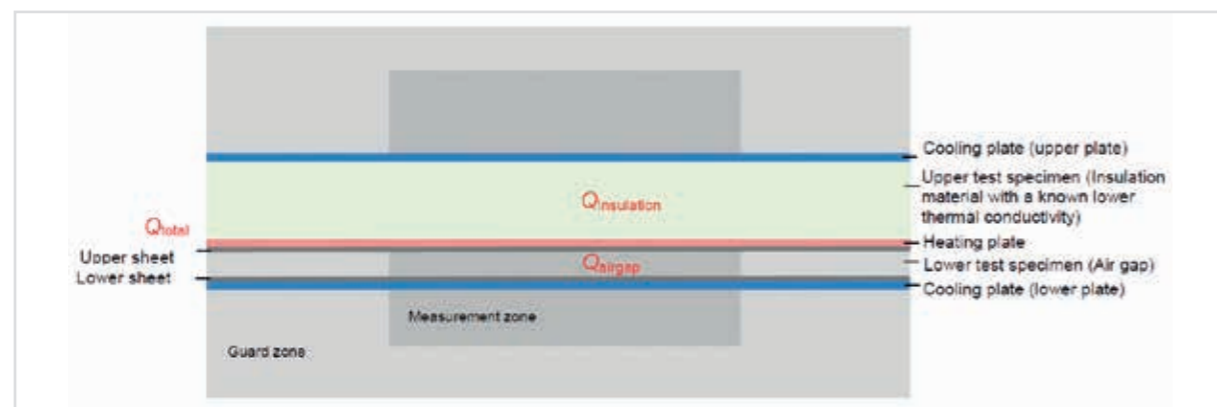 Cooling plate (upper plate)
Upper test specimen (Insulation
material with a known lower
thermal conductivity)
Qinsulation
Qtotal
Heating plate
Upper sheet
Qairgap
Lower test specimen (Air gap)
Lower sheet
Cooling plate (lower plate)
Measurement zone
Guard zone